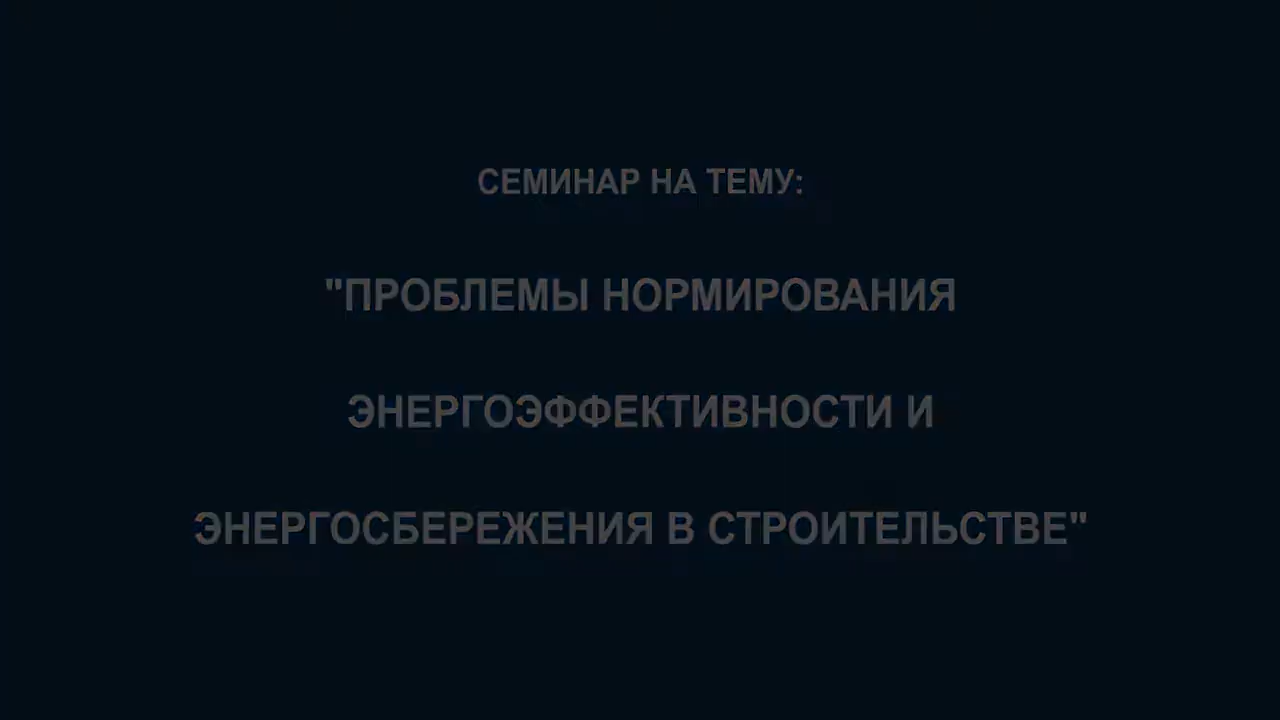 СЕМИНАР НА ТЕМУ:
"ПРОБЛЕМЫ НОРМИРОВАНИЯ
ЭНЕРГОЭФФЕКТИВНОСТИ И
ЭНЕРГОСБЕРЕЖЕНИЯ В СТРОИТЕЛЬСТВЕ"